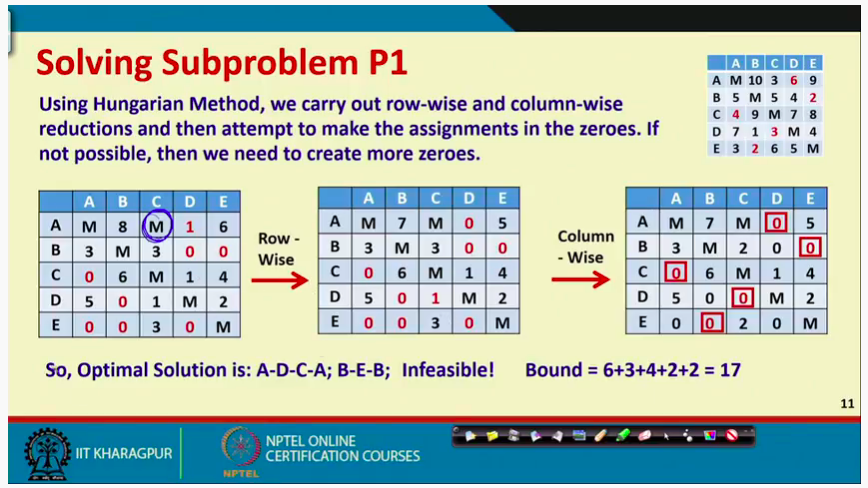 Solving Subproblem P1
Using Hungarian Method, we carry out row-wise and column-wise
reductions and then attempt to make the assignments in the zeroes. If
not possible, then we need to create more zeroes.
A B C D E
A M 10 3 6 9
B 5 M 5 4 2
C 4 9 M 7 8
D 7 1 3 M 4
E 3 2 6 5 M
A B C D E
A M 8 M 1 6
B 3 M 3 0 0
C 0 6 M 1 4
D 5 0 1 M 2
E 0 0 3 0 M
Row -
Wise
A B C D E
A M 7 M 0 5
B 3 M 3 0 0
C 0 6 M 1 4
D 5 0 1 M 2
E 0 0 3 0 M
Column
- Wise
A B C D E
A M 7 M 0 5
B 3 M 2 0 0
C 0 6 M 1 4
D 5 0 0 M 2
E 0 0 2 0 M
So, Optimal Solution is: A-D-C-A; B-E-B; Infeasible! Bound = 6+3+4+2+2 = 17
11
IIT KHARAGPUR
NPTEL
NPTEL ONLINE
CERTIFICATION COURSES